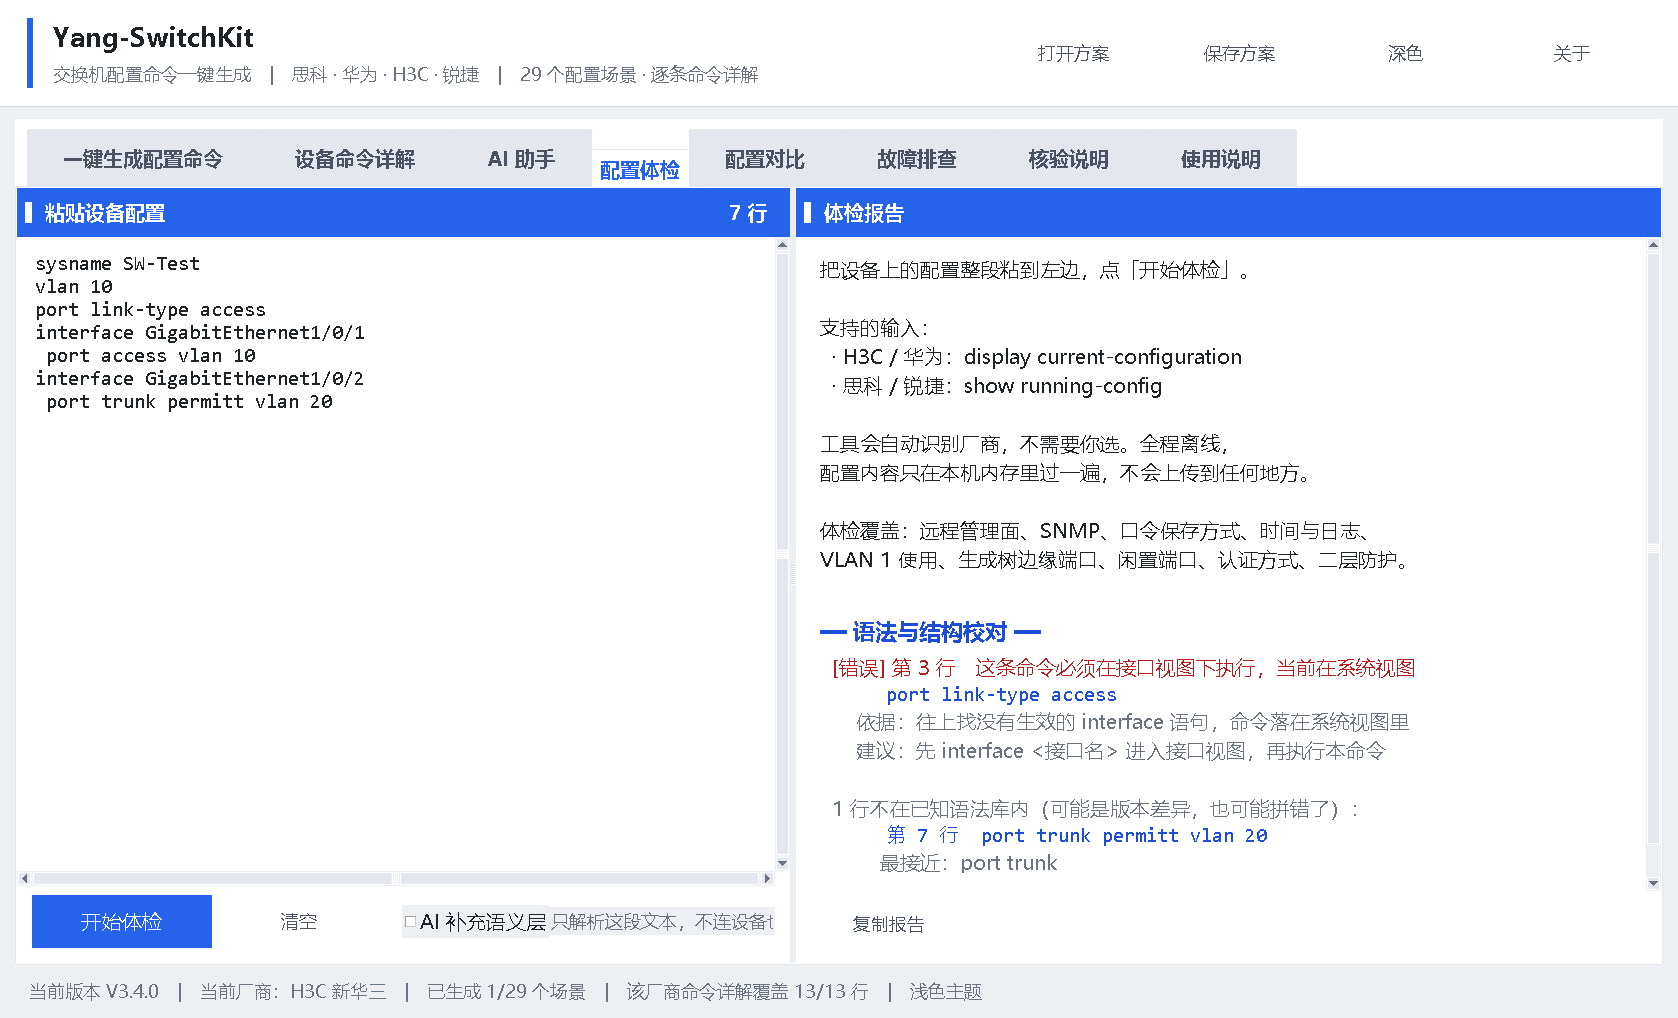 Yang-SwitchKit
交换机配置命令一键生成 | 思科 · 华为 · H3C · 锐捷 | 29 个配置场景 · 逐条命令详解
打开方案 保存方案 深色 关于
一键生成配置命令 设备命令详解 AI 助手 配置体检 配置对比 故障排查 核验说明 使用说明
粘贴设备配置 7 行
sysname SW-Test
vlan 10
port link-type access
interface GigabitEthernet1/0/1
port access vlan 10
interface GigabitEthernet1/0/2
port trunk permitt vlan 20
开始体检 清空 AI 补充语义层 只解析这段文本，不连设备
体检报告
把设备上的配置整段粘到左边，点「开始体检」。
支持的输入：
· H3C / 华为：display current-configuration
· 思科 / 锐捷：show running-config
工具会自动识别厂商，不需要你选。全程离线，
配置内容只在本机内存里过一遍，不会上传到任何地方。
体检覆盖：远程管理面、SNMP、口令保存方式、时间与日志、
VLAN 1 使用、生成树边缘端口、闲置端口、认证方式、二层防护。
━━ 语法与结构校对 ━━
[错误] 第 3 行 这条命令必须在接口视图下执行，当前在系统视图
port link-type access
依据：往上找没有生效的 interface 语句，命令落在系统视图里
建议：先 interface <接口名> 进入接口视图，再执行本命令
1 行不在已知语法库内（可能是版本差异，也可能拼错了）：
第 7 行 port trunk permitt vlan 20
最接近：port trunk
复制报告
当前版本 V3.4.0 | 当前厂商：H3C 新华三 | 已生成 1/29 个场景 | 该厂商命令详解覆盖 13/13 行 | 浅色主题